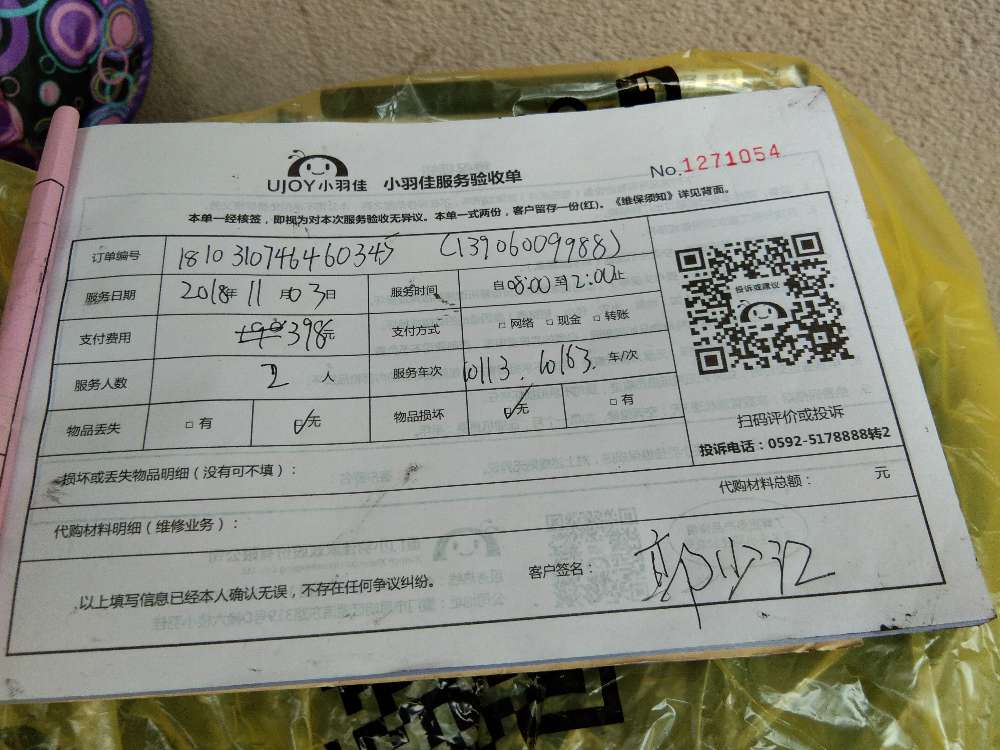 UJOY小羽佳 小羽佳服务验收单 No.1271054
本单一经核签，即视为对本次服务验收无异议。本单一式两份，客户留存一份(红)。《维保须知》详见背面。
订单编号 1810310746460345 (13906009988)
服务日期 2018年11月03日 服务时间 自08:00至12:00止
支付费用 398元 支付方式 □网络 □现金 □转账
服务人数 2人 服务车次 10113. 10163. 车/次
物品丢失 □有 ☑无 物品损坏 ☑无 □有
投诉或建议
扫码评价或投诉
投诉电话：0592-5178888转2
损坏或丢失物品明细（没有可不填）：
代购材料总额： 元
代购材料明细（维修业务）：
以上填写信息已经本人确认无误，不存在任何争议纠纷。 客户签名：